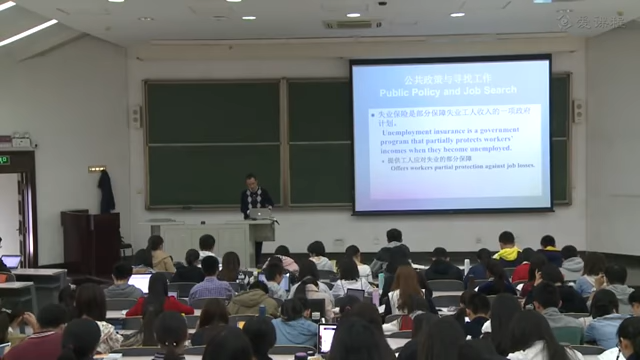 公共政策与寻找工作
Public Policy and Job Search
失业保险是部分保障失业工人收入的一项政府
计划。
Unemployment insurance is a government
program that partially protects workers'
incomes when they become unemployed.
提供工人应对失业的部分保障
Offers workers partial protection against job losses.